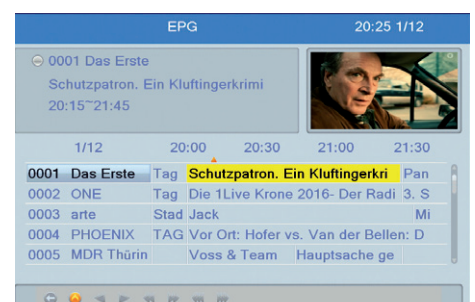 EPG 20:25 1/12
0001 Das Erste
Schutzpatron. Ein Kluftingerkrimi
20:15~21:45
1/12 20:00 20:30 21:00 21:30
0001 Das Erste Tag Schutzpatron. Ein Kluftingerkri Pan
0002 ONE Tag Die 1Live Krone 2016- Der Radi 3. S
0003 arte Stad Jack Mi
0004 PHOENIX TAG Vor Ort: Hofer vs. Van der Bellen: D
0005 MDR Thürin Voss & Team Hauptsache ge